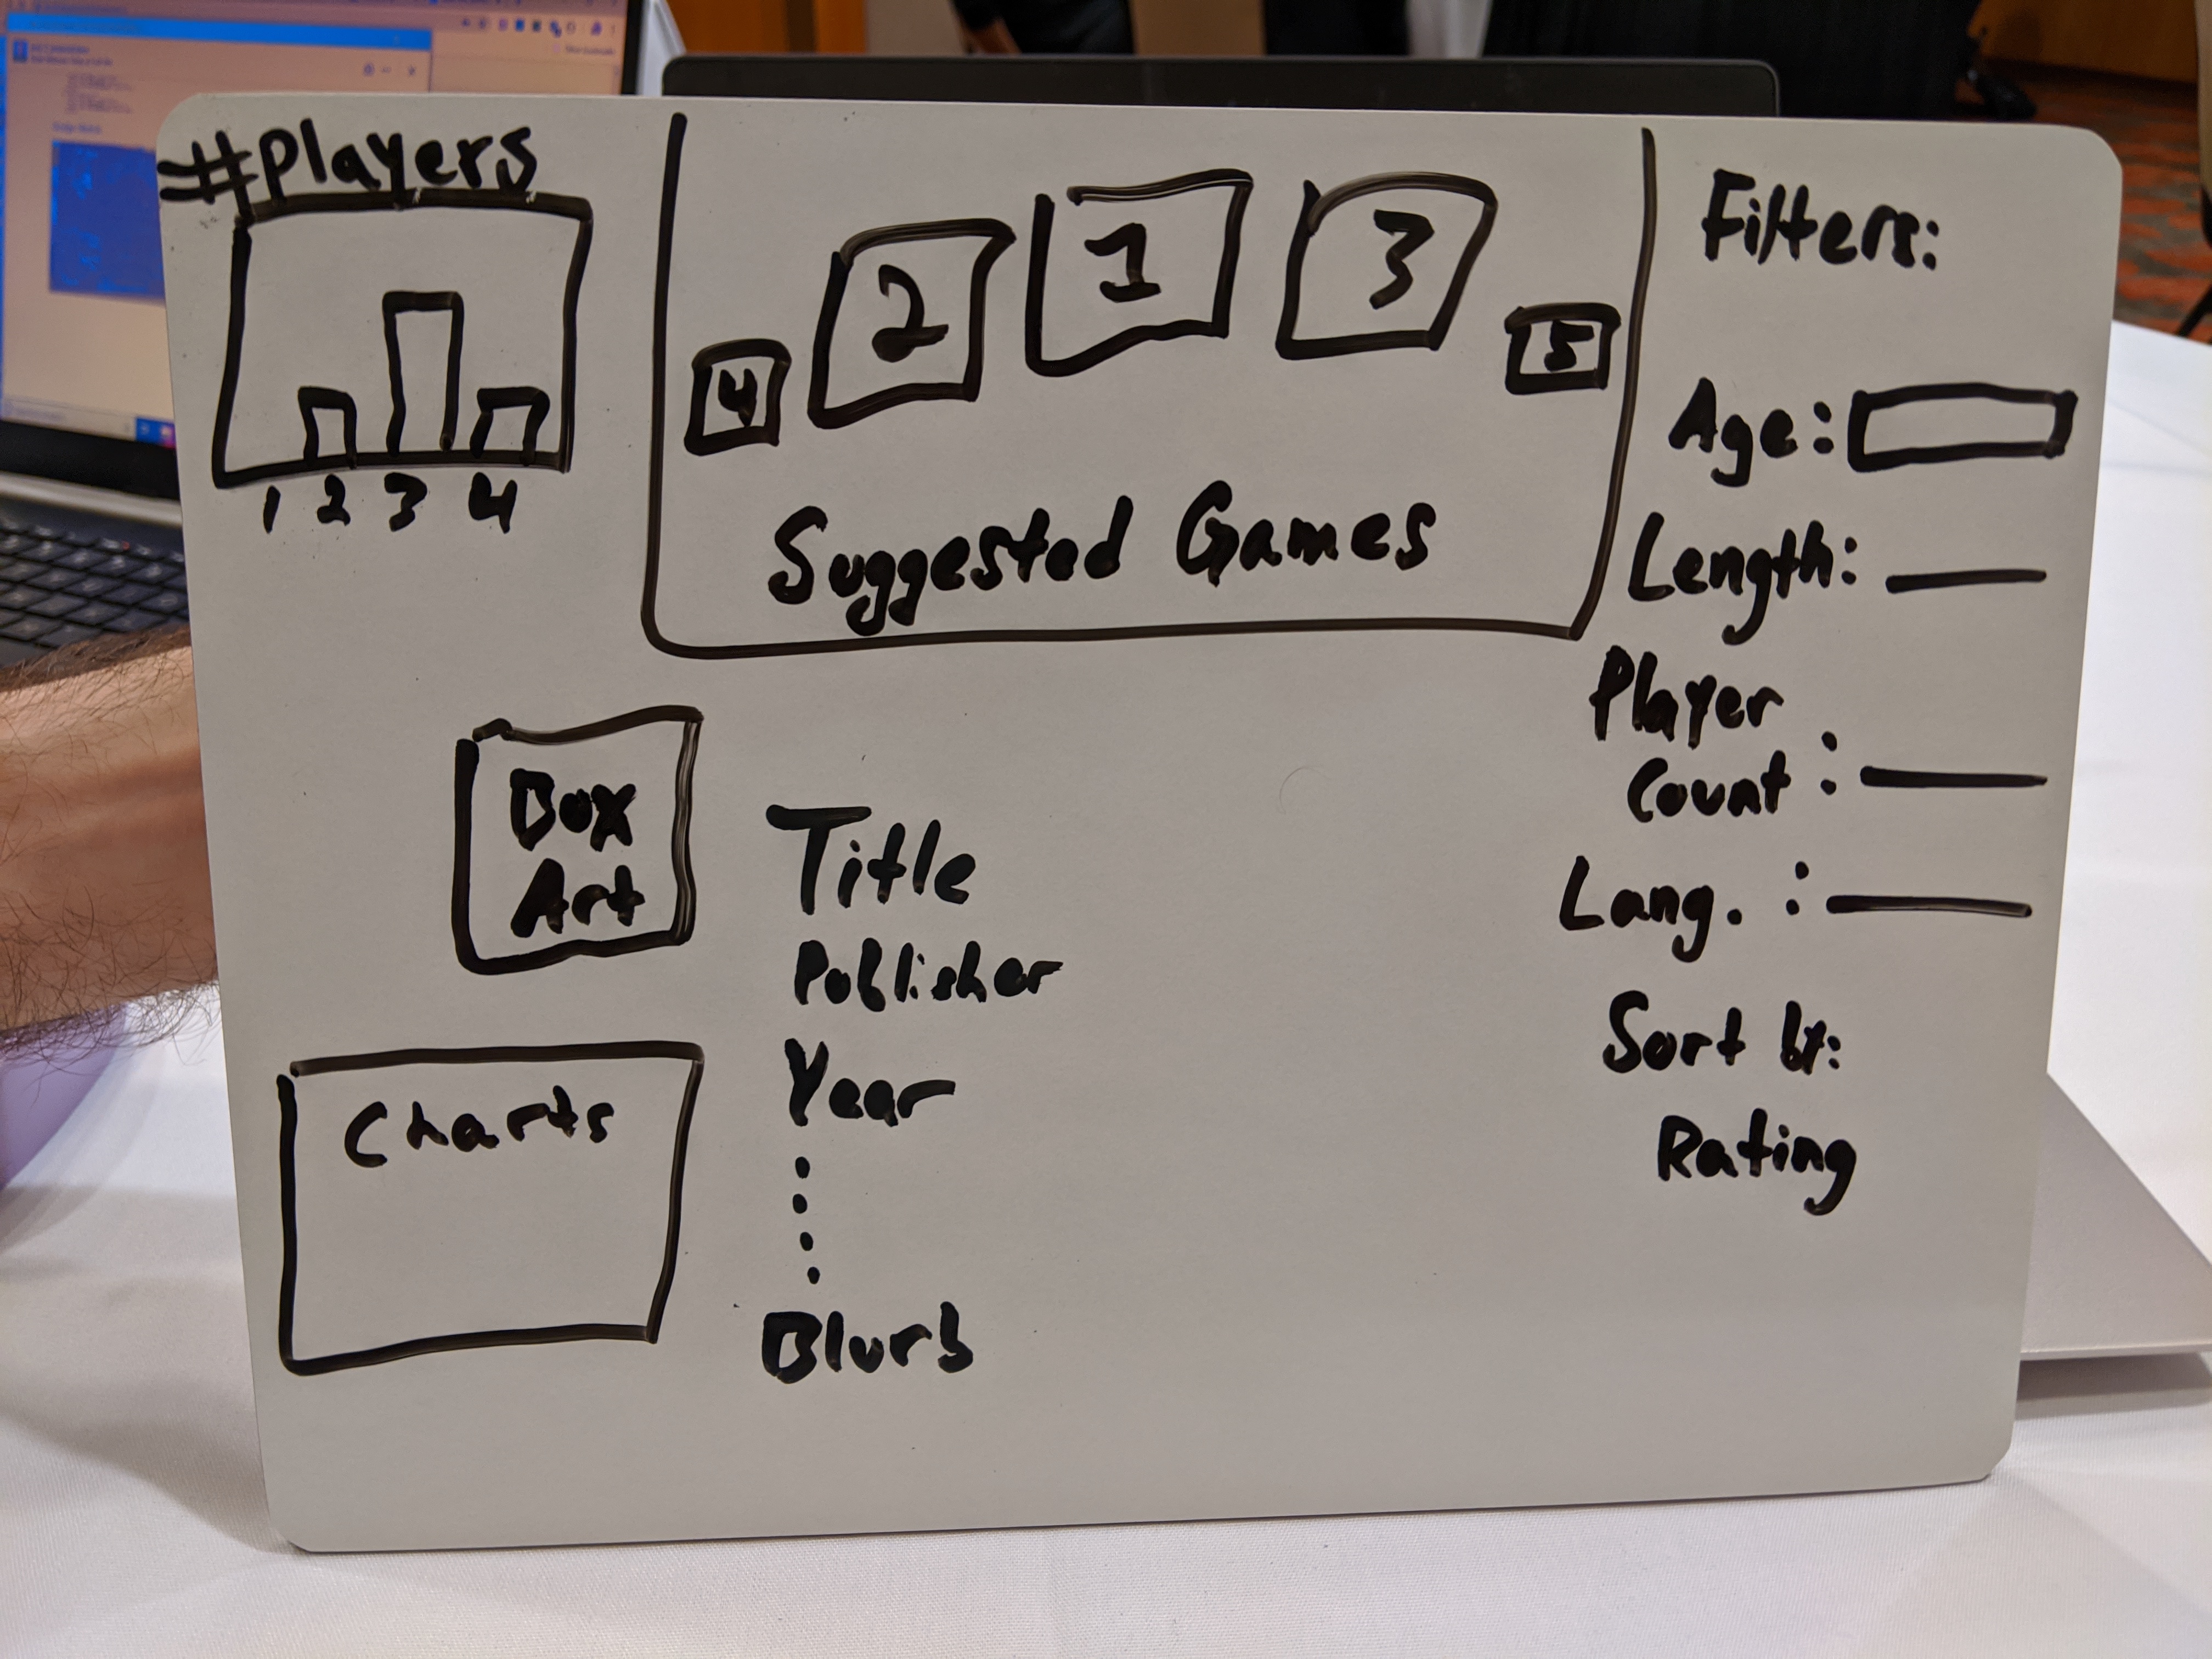 #Players
1 2 3 4
4 2 1 3 5
Suggested Games
Filters:
Age:
Length:
Player
Count :
Lang. :
Sort by:
Rating
Box
Art
Title
Publisher
Year
Blurb
Charts